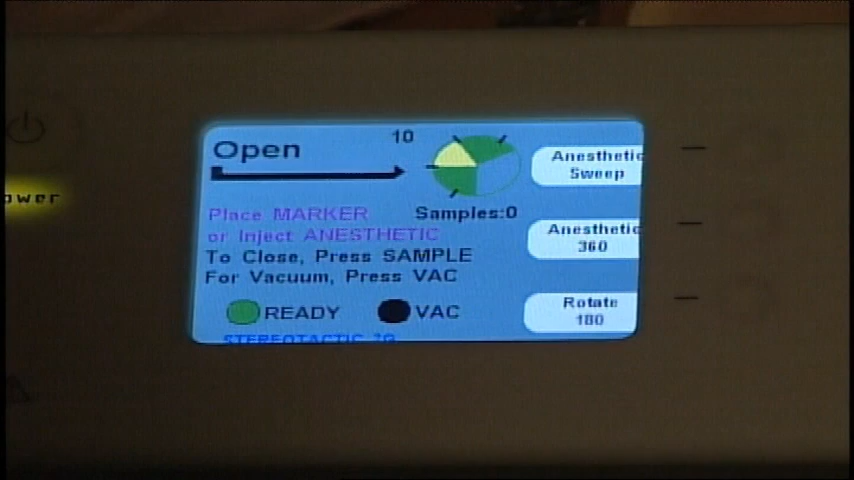 10
Open
Anesthetic
Sweep
Samples:0
Place MARKER
or Inject ANESTHETIC
To Close, Press SAMPLE
For Vacuum, Press VAC
Anesthetic
360
READY
VAC
Rotate
180
ower